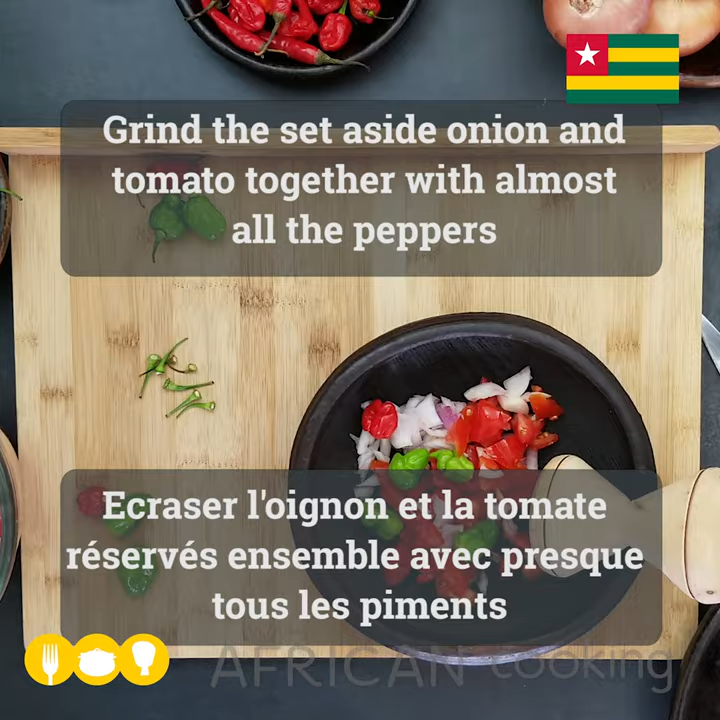 Grind the set aside onion and
tomato together with almost
all the peppers
Ecraser l'oignon et la tomate
réservés ensemble avec presque
tous les piments
AFRICAN cooking